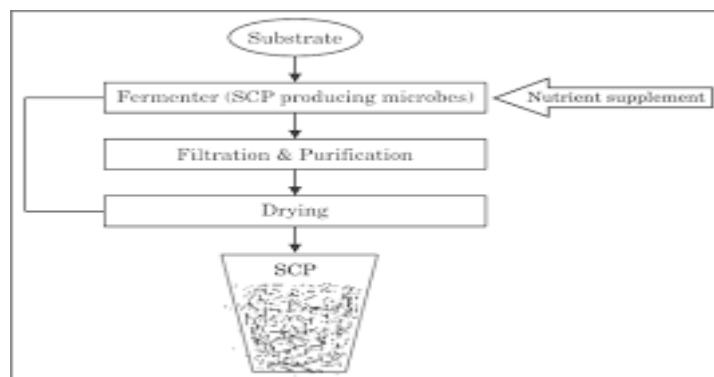 Substrate
Fermenter (SCP producing microbes)
Nutrient supplement
Filtration & Purification
Drying
SCP